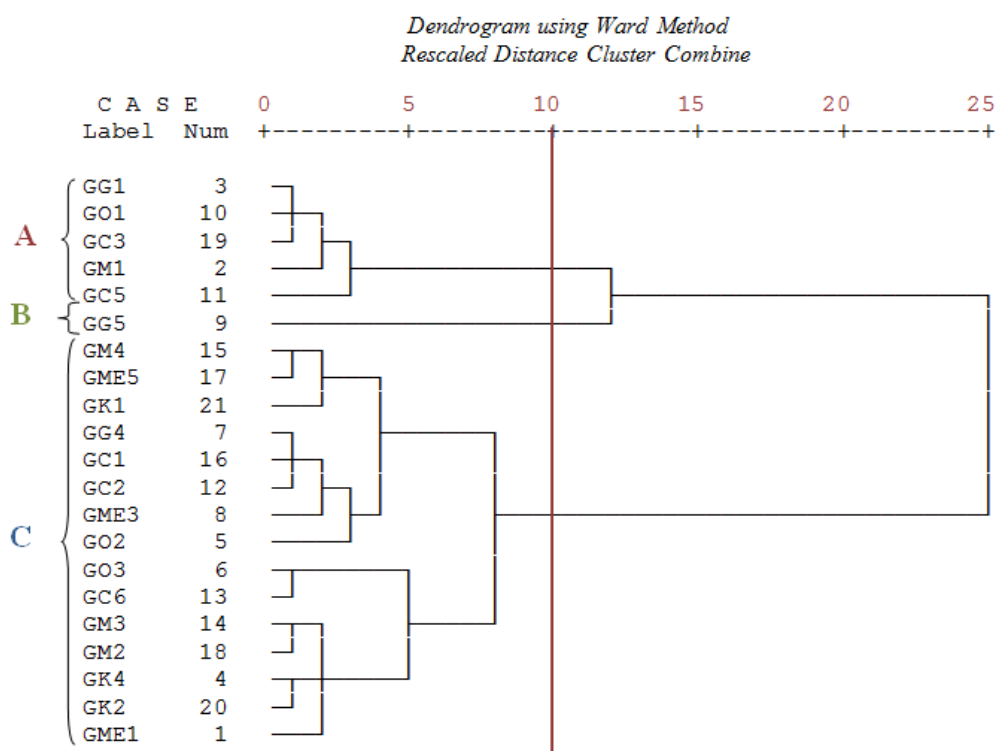 Dendrogram using Ward Method
Rescaled Distance Cluster Combine
C A S E 0 5 10 15 20 25
Label Num +---------+---------+---------+---------+---------+
GG1 3
GO1 10
A GC3 19
GM1 2
GC5 11
B GG5 9
GM4 15
GME5 17
GK1 21
GG4 7
GC1 16
GC2 12
GME3 8
C GO2 5
GO3 6
GC6 13
GM3 14
GM2 18
GK4 4
GK2 20
GME1 1